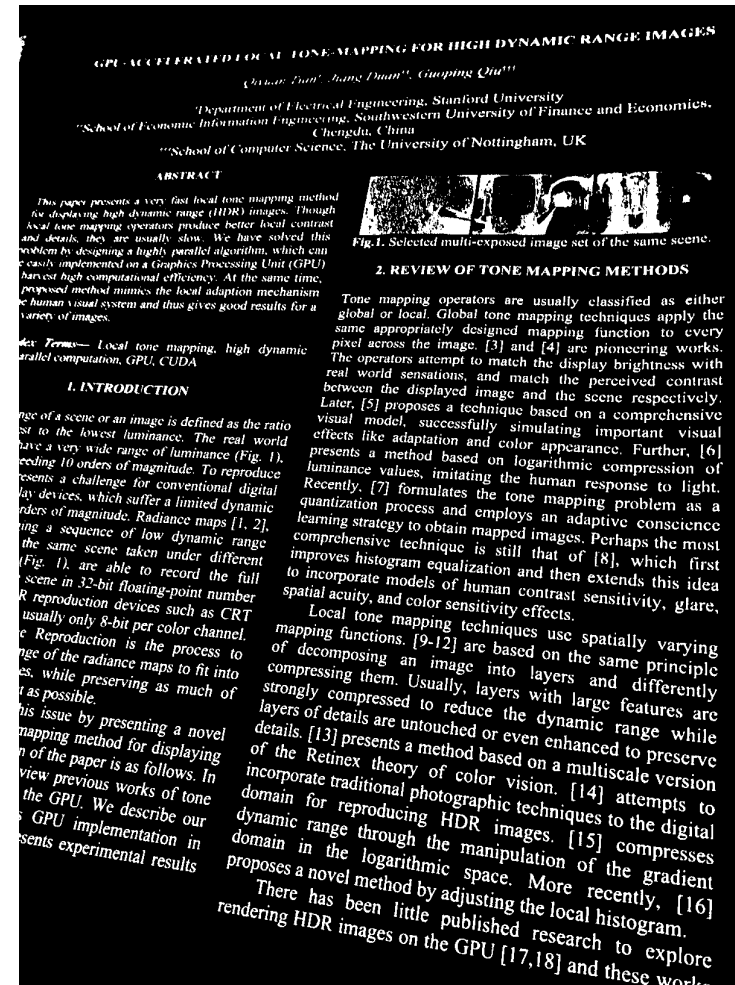 GPU-ACCELERATED LOCAL TONE-MAPPING FOR HIGH DYNAMIC RANGE IMAGES
Tian', Jiang Duan'', Guoping Qiu'''
'Department of Electrical Engineering, Stanford University
''School of Economic Information Engineering, Southwestern University of Finance and Economics,
Chengdu, China
'''School of Computer Science, The University of Nottingham, UK
ABSTRACT
This paper presents a very fast local tone mapping method
for displaying high dynamic range (HDR) images. Though
local tone mapping operators produce better local contrast
and details, they are usually slow. We have solved this
problem by designing a highly parallel algorithm, which can
easily implemented on a Graphics Processing Unit (GPU)
harvest high computational efficiency. At the same time,
proposed method mimics the local adaption mechanism
human visual system and thus gives good results for a
variety of images.
Terms— Local tone mapping, high dynamic
parallel computation, GPU, CUDA
1. INTRODUCTION
of a scene or an image is defined as the ratio
to the lowest luminance. The real world
have a very wide range of luminance (Fig. 1),
10 orders of magnitude. To reproduce
a challenge for conventional digital
devices, which suffer a limited dynamic
orders of magnitude. Radiance maps [1, 2],
a sequence of low dynamic range
the same scene taken under different
(Fig. 1), are able to record the full
scene in 32-bit floating-point number
reproduction devices such as CRT
usually only 8-bit per color channel.
Reproduction is the process to
of the radiance maps to fit into
while preserving as much of
as possible.
this issue by presenting a novel
mapping method for displaying
of the paper is as follows. In
previous works of tone
the GPU. We describe our
GPU implementation in
experimental results
Fig.1. Selected multi-exposed image set of the same scene.
2. REVIEW OF TONE MAPPING METHODS
Tone mapping operators are usually classified as either
global or local. Global tone mapping techniques apply the
same appropriately designed mapping function to every
pixel across the image. [3] and [4] are pioneering works.
The operators attempt to match the display brightness with
real world sensations, and match the perceived contrast
between the displayed image and the scene respectively.
Later, [5] proposes a technique based on a comprehensive
visual model, successfully simulating important visual
effects like adaptation and color appearance. Further, [6]
presents a method based on logarithmic compression of
luminance values, imitating the human response to light.
Recently, [7] formulates the tone mapping problem as a
quantization process and employs an adaptive conscience
learning strategy to obtain mapped images. Perhaps the most
comprehensive technique is still that of [8], which first
improves histogram equalization and then extends this idea
to incorporate models of human contrast sensitivity, glare,
spatial acuity, and color sensitivity effects.
Local tone mapping techniques use spatially varying
mapping functions. [9-12] are based on the same principle
of decomposing an image into layers and differently
compressing them. Usually, layers with large features are
strongly compressed to reduce the dynamic range while
layers of details are untouched or even enhanced to preserve
details. [13] presents a method based on a multiscale version
of the Retinex theory of color vision. [14] attempts to
incorporate traditional photographic techniques to the digital
domain for reproducing HDR images. [15] compresses
dynamic range through the manipulation of the gradient
domain in the logarithmic space. More recently, [16]
proposes a novel method by adjusting the local histogram.
There has been little published research to explore
rendering HDR images on the GPU [17,18] and these works